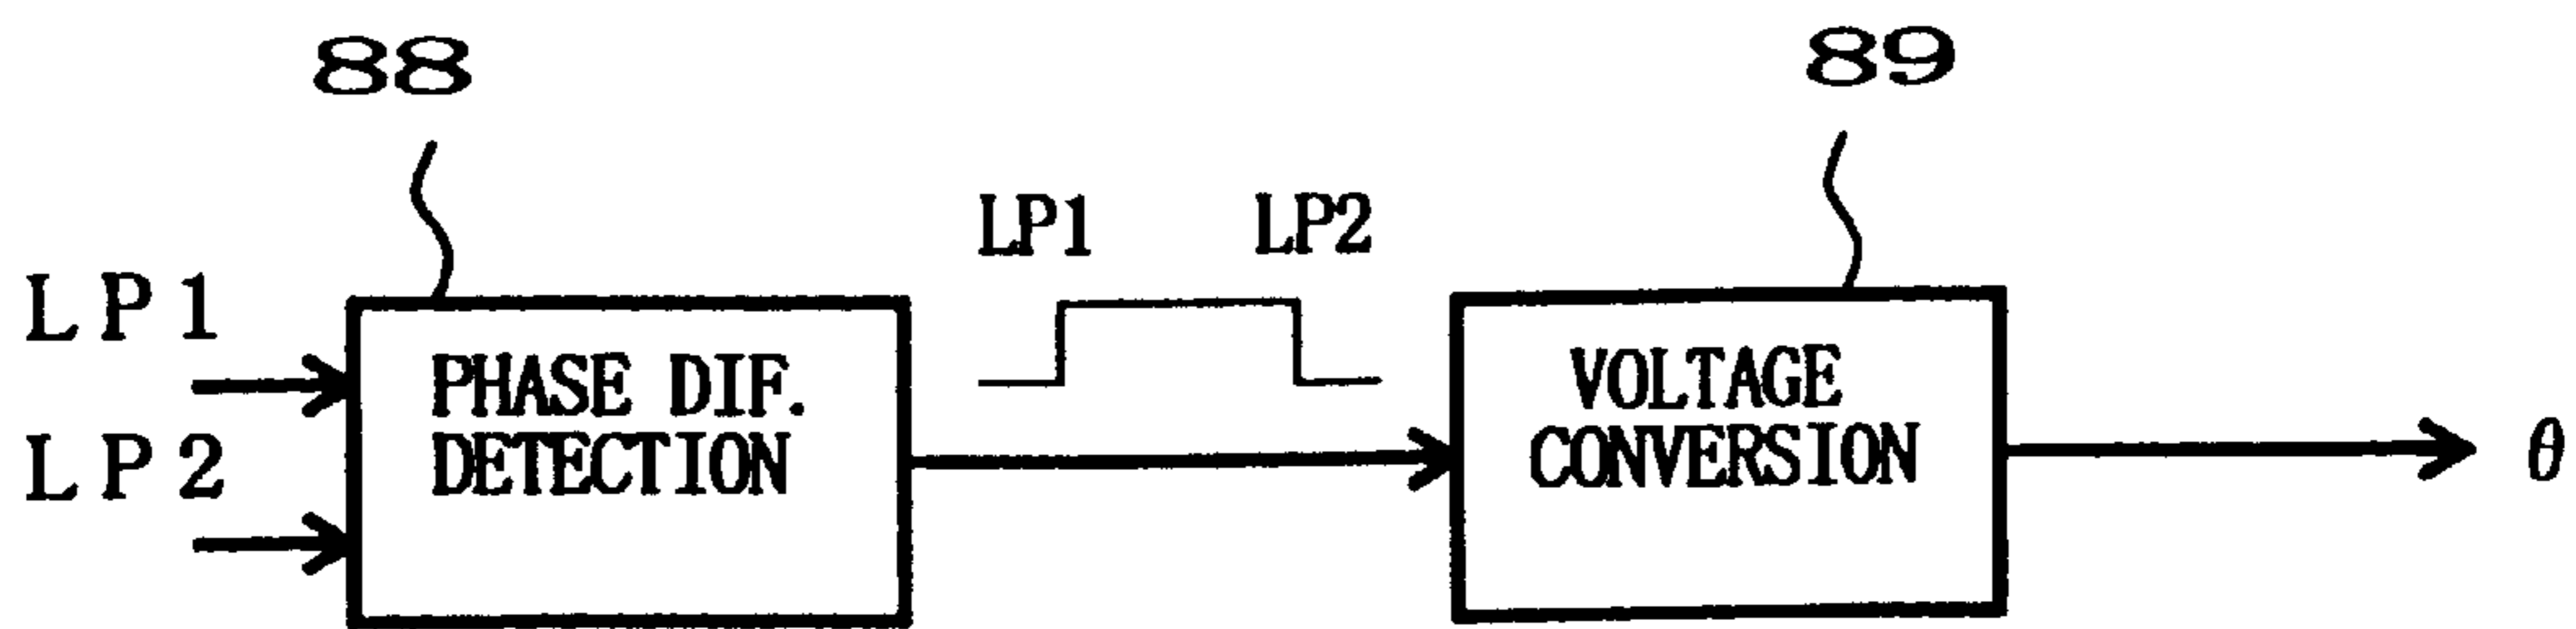 88
89
LP1
LP2
LP1
LP2
PHASE DIF.
DETECTION
VOLTAGE
CONVERSION
θ